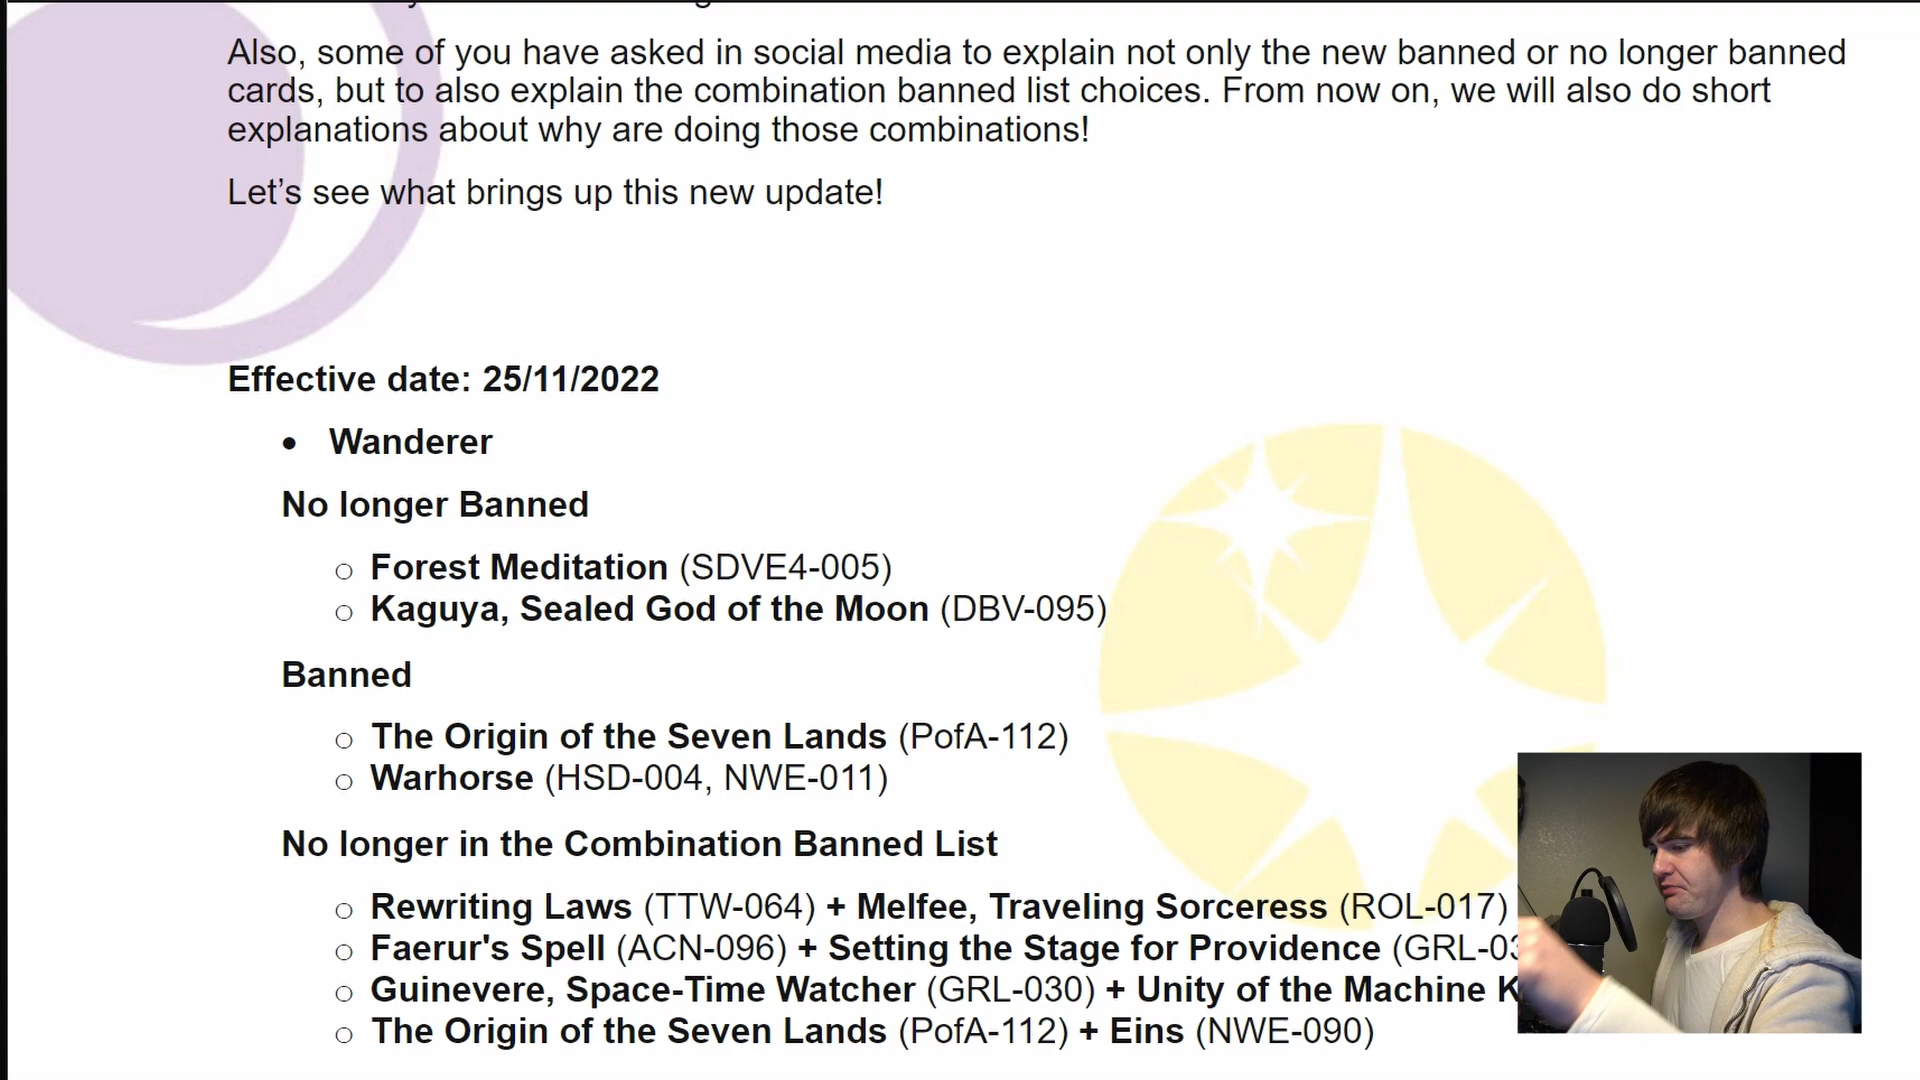 Also, some of you have asked in social media to explain not only the new banned or no longer banned
cards, but to also explain the combination banned list choices. From now on, we will also do short
explanations about why are doing those combinations!
Let’s see what brings up this new update!
Effective date: 25/11/2022
• Wanderer
No longer Banned
○ Forest Meditation (SDVE4-005)
○ Kaguya, Sealed God of the Moon (DBV-095)
Banned
○ The Origin of the Seven Lands (PofA-112)
○ Warhorse (HSD-004, NWE-011)
No longer in the Combination Banned List
○ Rewriting Laws (TTW-064) + Melfee, Traveling Sorceress (ROL-017)
○ Faerur's Spell (ACN-096) + Setting the Stage for Providence
○ Guinevere, Space-Time Watcher (GRL-030) + Unity of the Machine
○ The Origin of the Seven Lands (PofA-112) + Eins (NWE-090)